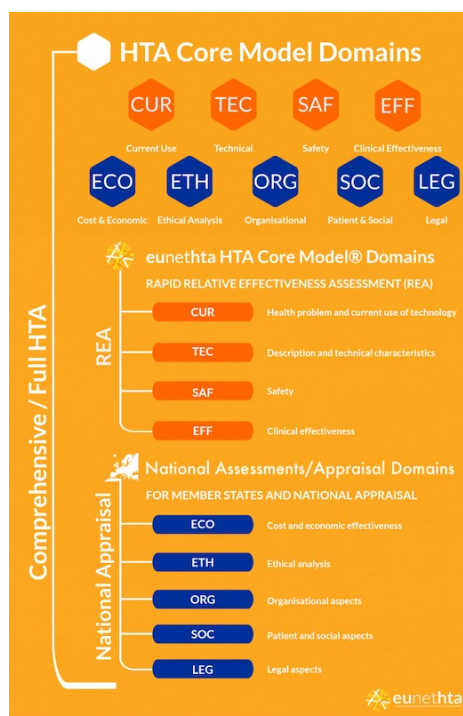 HTA Core Model Domains
CUR TEC SAF EFF
Current Use Technical Safety Clinical Effectiveness
ECO ETH ORG SOC LEG
Cost & Economic Ethical Analysis Organisational Patient & Social Legal
Comprehensive / Full HTA
eunethta HTA Core Model® Domains
RAPID RELATIVE EFFECTIVENESS ASSESSMENT (REA)
REA
CUR Health problem and current use of technology
TEC Description and technical characteristics
SAF Safety
EFF Clinical effectiveness
National Assessments/Appraisal Domains
FOR MEMBER STATES AND NATIONAL APPRAISAL
National Appraisal
ECO Cost and economic effectiveness
ETH Ethical analysis
ORG Organisational aspects
SOC Patient and social aspects
LEG Legal aspects
eunethta